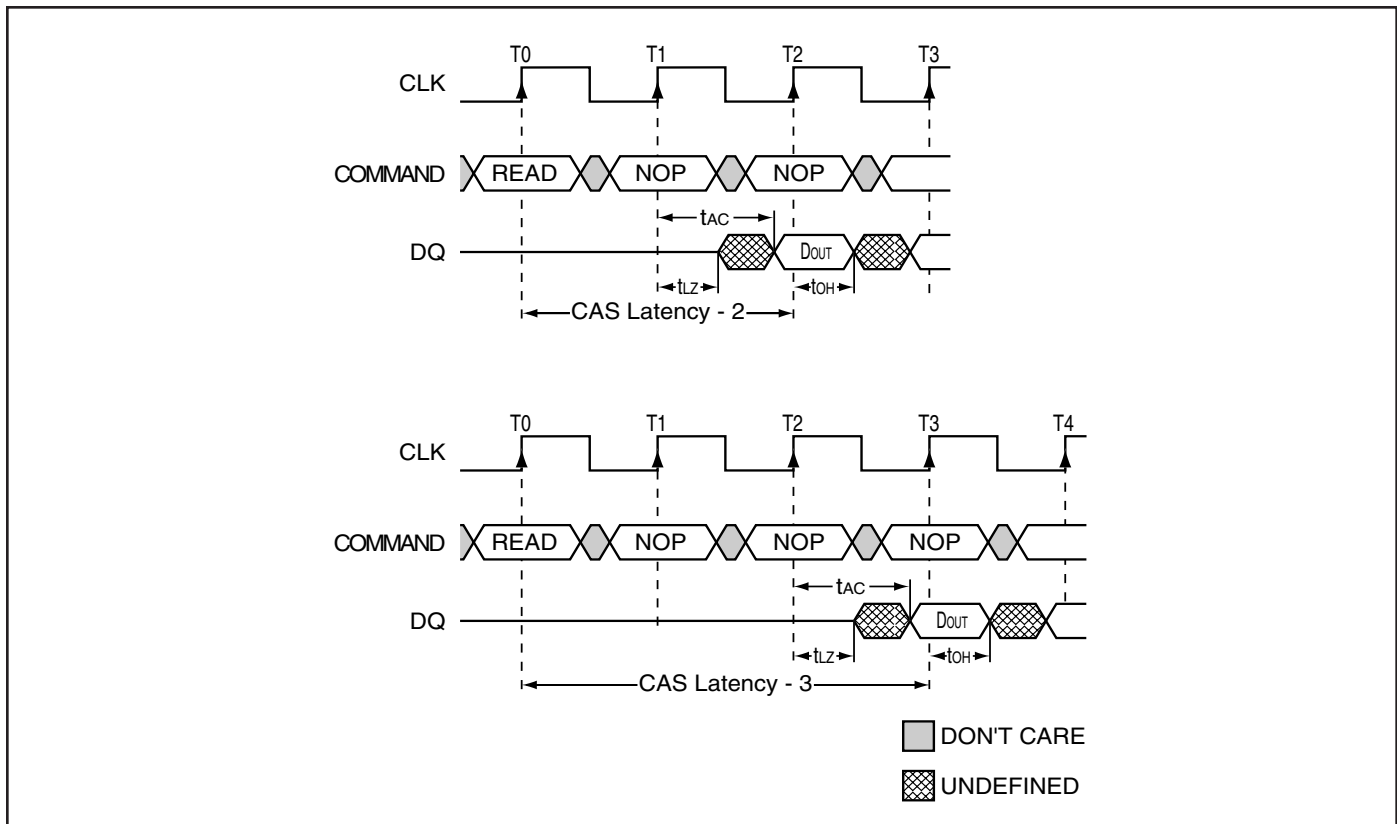 T0 T1 T2 T3
CLK
COMMAND READ NOP NOP
tAC
DQ DOUT
tLZ tOH
CAS Latency - 2
T0 T1 T2 T3 T4
CLK
COMMAND READ NOP NOP NOP
tAC
DQ DOUT
tLZ tOH
CAS Latency - 3
DON'T CARE
UNDEFINED